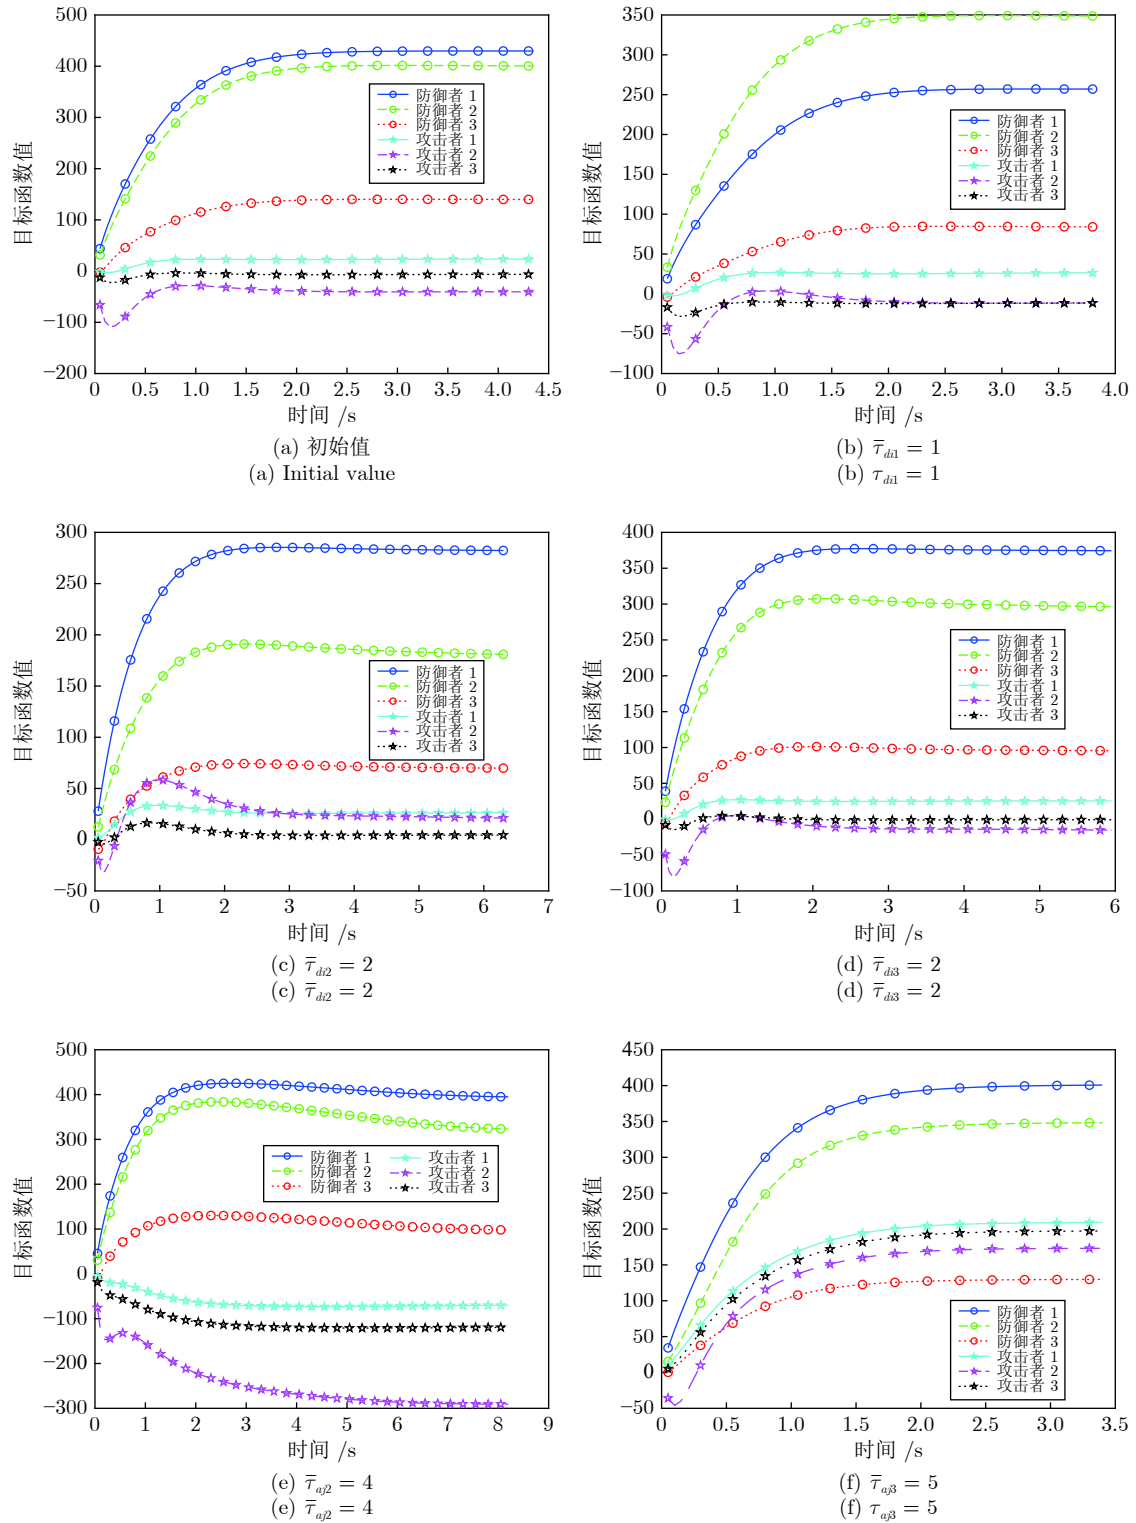 500
400
300
200
100
0
−100
−200
目标函数值
防御者 1
防御者 2
防御者 3
攻击者 1
攻击者 2
攻击者 3
0 0.5 1.0 1.5 2.0 2.5 3.0 3.5 4.0 4.5
时间 /s
(a) 初始值
(a) Initial value
350
300
250
200
150
100
50
0
−50
−100
目标函数值
防御者 1
防御者 2
防御者 3
攻击者 1
攻击者 2
攻击者 3
0 0.5 1.0 1.5 2.0 2.5 3.0 3.5 4.0
时间 /s
(b) τ̅di1 = 1
(b) τdi1 = 1
300
250
200
150
100
50
0
−50
目标函数值
防御者 1
防御者 2
防御者 3
攻击者 1
攻击者 2
攻击者 3
0 1 2 3 4 5 6 7
时间 /s
(c) τ̅di2 = 2
(c) τ̅di2 = 2
400
350
300
250
200
150
100
50
0
−50
−100
目标函数值
防御者 1
防御者 2
防御者 3
攻击者 1
攻击者 2
攻击者 3
0 1 2 3 4 5 6
时间 /s
(d) τ̅di3 = 2
(d) τ̅di3 = 2
500
400
300
200
100
0
−100
−200
−300
目标函数值
防御者 1 攻击者 1
防御者 2 攻击者 2
防御者 3 攻击者 3
0 1 2 3 4 5 6 7 8 9
时间 /s
(e) τ̅aj2 = 4
(e) τ̅aj2 = 4
450
400
350
300
250
200
150
100
50
0
−50
目标函数值
防御者 1
防御者 2
防御者 3
攻击者 1
攻击者 2
攻击者 3
0 0.5 1.0 1.5 2.0 2.5 3.0 3.5
时间 /s
(f) τ̅aj3 = 5
(f) τaj3 = 5